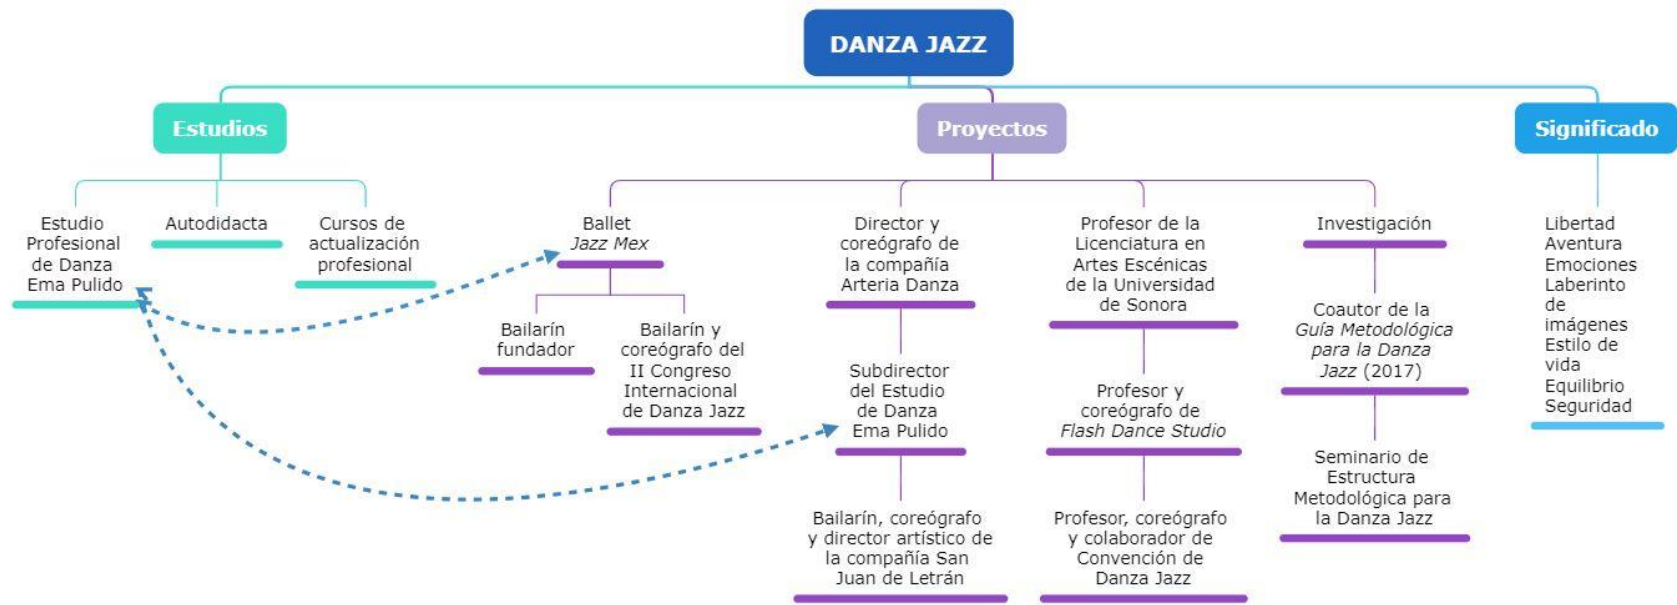 DANZA JAZZ
Estudios
Proyectos
Significado
Estudio
Profesional
de Danza
Ema Pulido
Autodidacta
Cursos de
actualización
profesional
Ballet
Jazz Mex
Bailarín
fundador
Bailarín y
coreógrafo del
II Congreso
Internacional
de Danza Jazz
Director y
coreógrafo de
la compañía
Arteria Danza
Subdirector
del Estudio
de Danza
Ema Pulido
Bailarín, coreógrafo
y director artístico de
la compañía San
Juan de Letrán
Profesor de la
Licenciatura en
Artes Escénicas
de la Universidad
de Sonora
Profesor y
coreógrafo de
Flash Dance Studio
Profesor, coreógrafo
y colaborador de
Convención de
Danza Jazz
Investigación
Coautor de la
Guía Metodológica
para la Danza
Jazz (2017)
Seminario de
Estructura
Metodológica para
la Danza Jazz
Libertad
Aventura
Emociones
Laberinto
de
imágenes
Estilo de
vida
Equilibrio
Seguridad